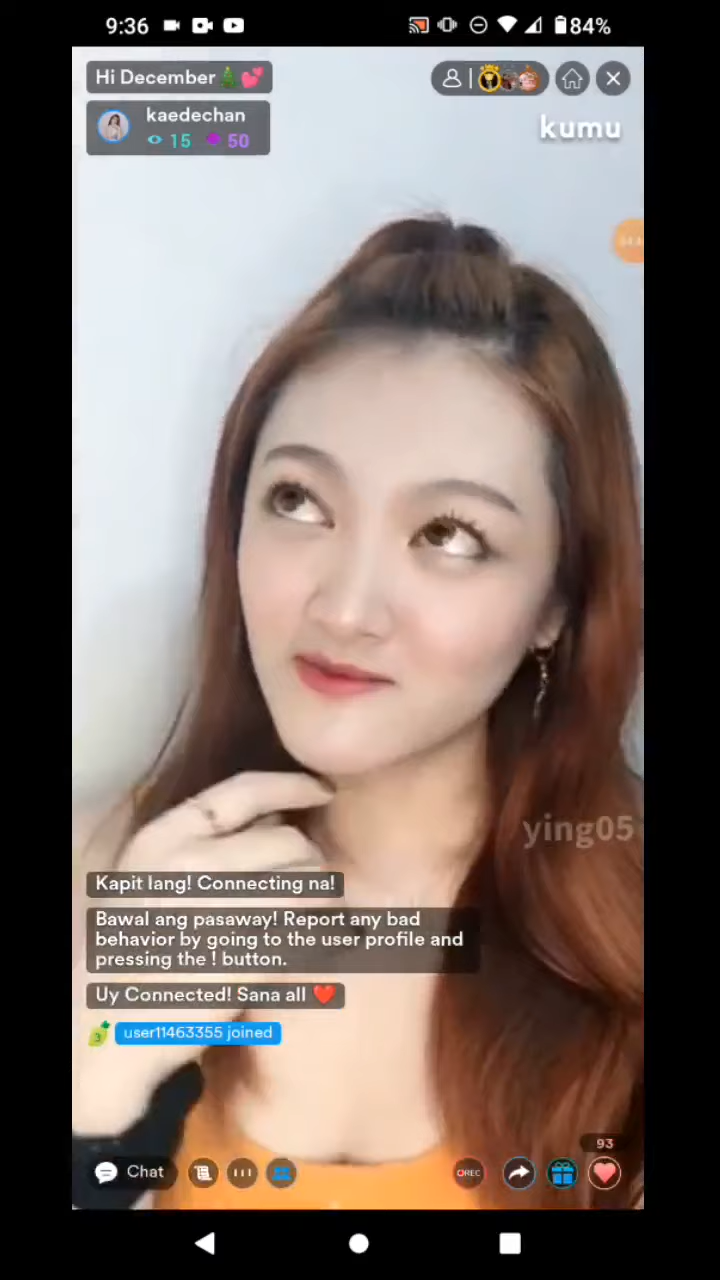 9:36
84%
Hi December
kaedechan
15 50
kumu
ying05
Kapit lang! Connecting na!
Bawal ang pasaway! Report any bad
behavior by going to the user profile and
pressing the ! button.
Uy Connected! Sana all
3 user11463355 joined
93
Chat
REC